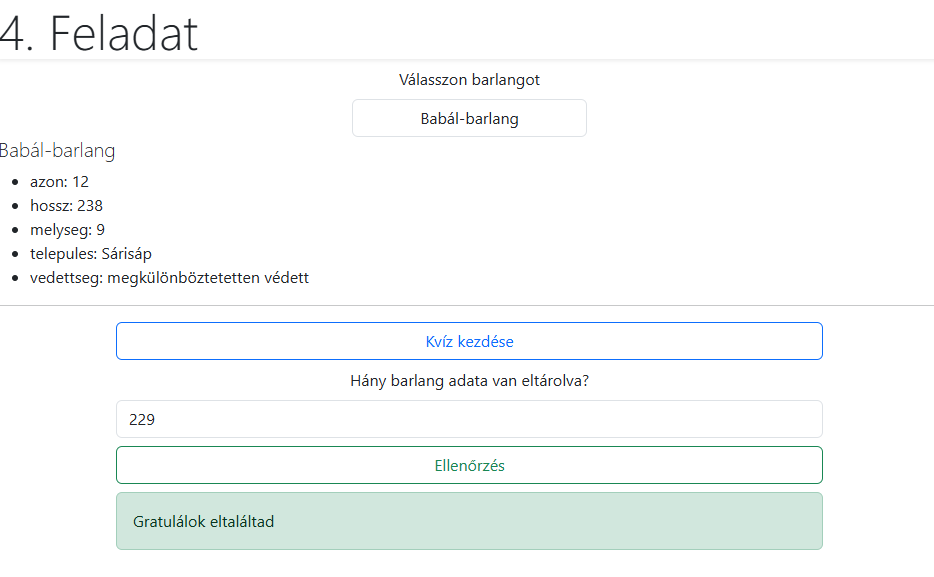 4. Feladat
Válasszon barlangot
Babál-barlang
Babál-barlang
azon: 12
hossz: 238
melyseg: 9
telepules: Sárisáp
vedettseg: megkülönböztetetten védett
Kvíz kezdése
Hány barlang adata van eltárolva?
229
Ellenőrzés
Gratulálok eltaláltad